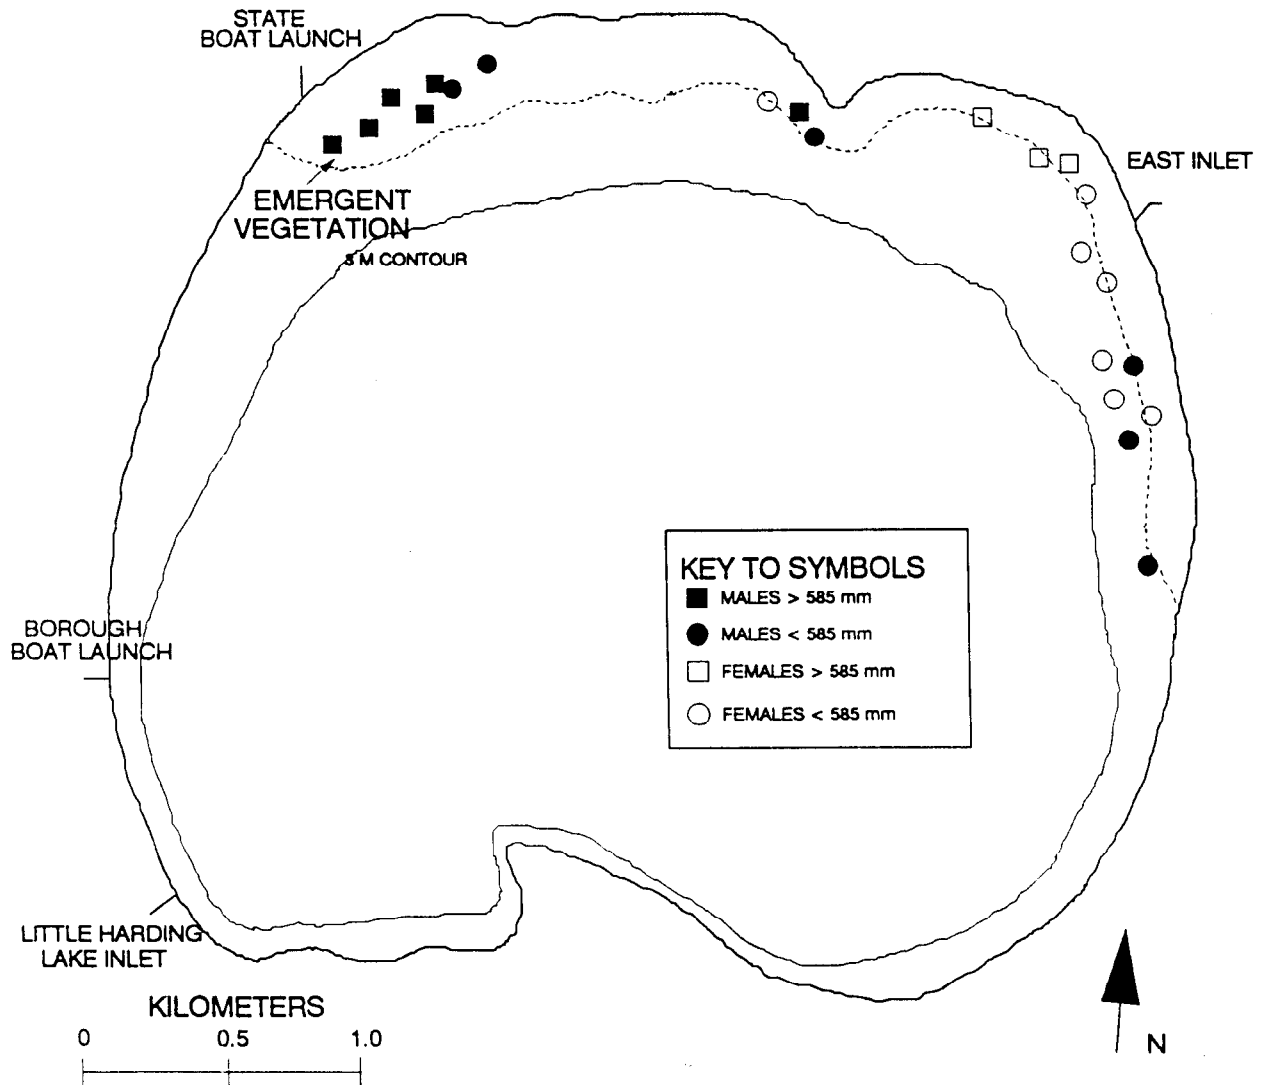 STATE
BOAT LAUNCH
EAST INLET
EMERGENT
VEGETATION
3 M CONTOUR
KEY TO SYMBOLS
MALES > 585 mm
MALES < 585 mm
FEMALES > 585 mm
FEMALES < 585 mm
BOROUGH
BOAT LAUNCH
LITTLE HARDING
LAKE INLET
KILOMETERS
0 0.5 1.0
N